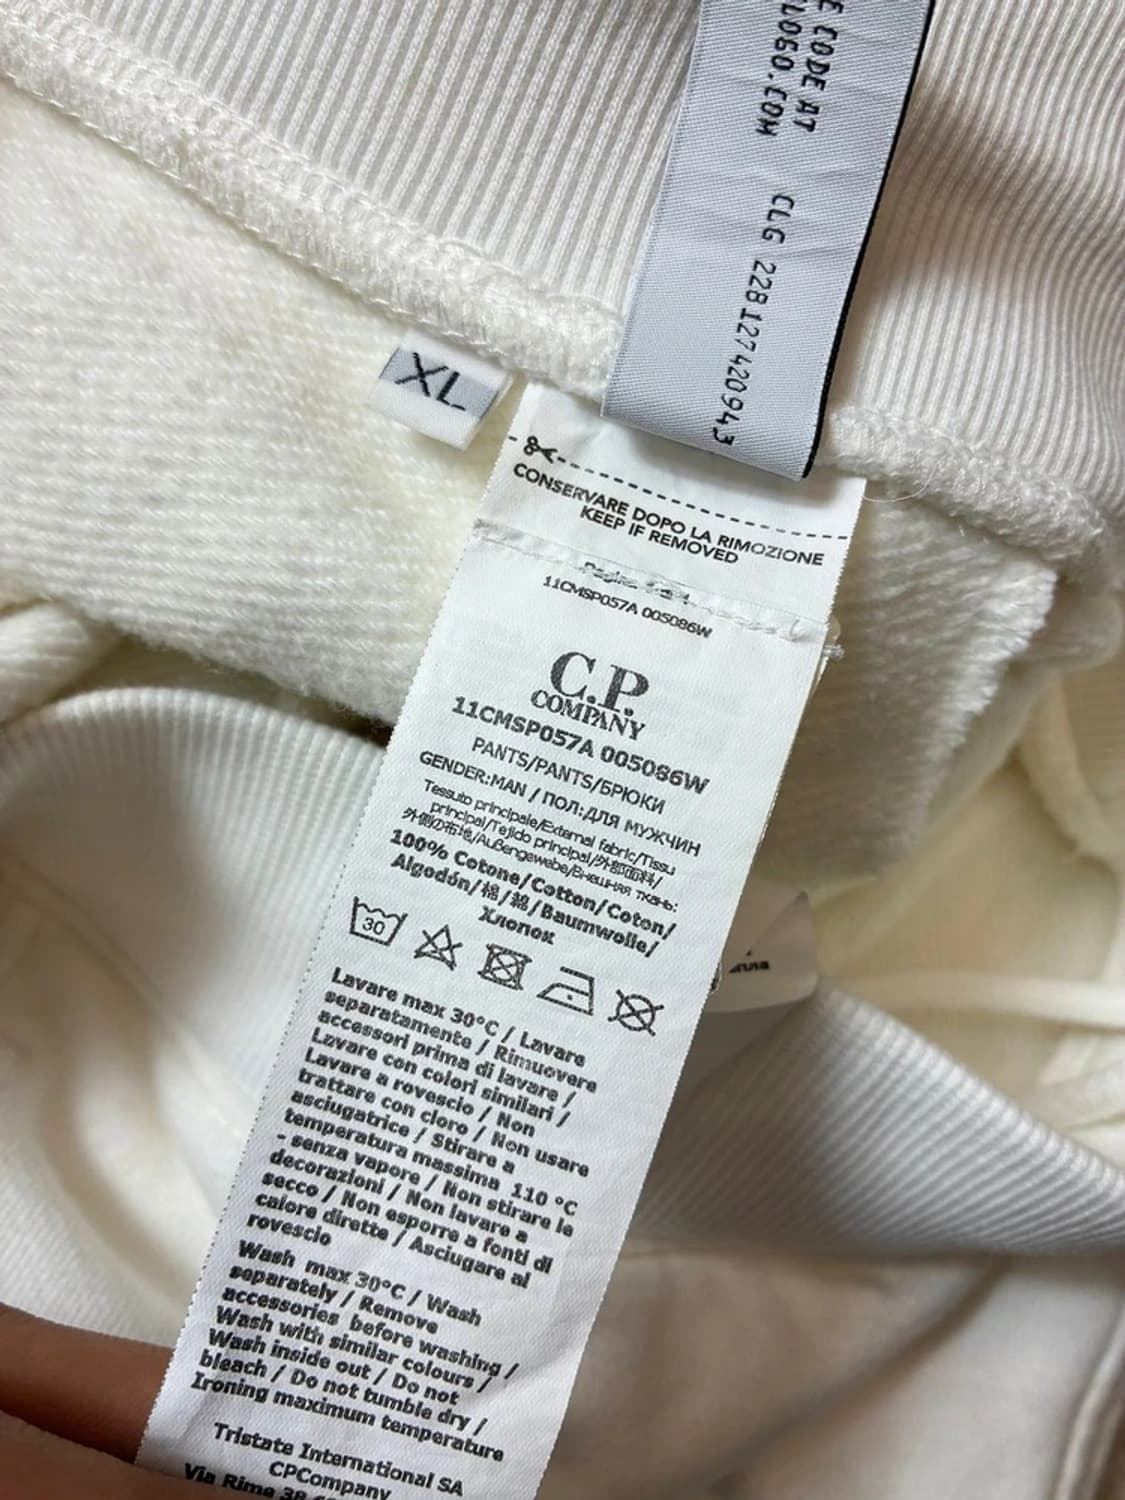 E CODE AT
LOGO.COM
CLG 228127420943
XL
CONSERVARE DOPO LA RIMOZIONE
KEEP IF REMOVED
11CMSP057A 005086W
C.P.
COMPANY
11CMSP057A 005086W
PANTS/PANTS/БРЮКИ
GENDER:MAN / ПОЛ:ДЛЯ МУЖЧИН
Tessuto principale/External fabric/Tissu
principal/Tejido principal/外部面料/
外側の布地/Außengewebe/Внешняя ткань:
100% Cotone/Cotton/Coton/
Algodón/棉/綿/Baumwolle/
Хлопок
30
Lavare max 30°C / Lavare
separatamente / Rimuovere
accessori prima di lavare /
Lavare con colori similari /
Lavare a rovescio / Non
trattare con cloro / Non usare
asciugatrice / Stirare a
temperatura massima 110 °C
- senza vapore / Non stirare le
decorazioni / Non lavare a
secco / Non esporre a fonti di
calore dirette / Asciugare al
rovescio
Wash max 30°C / Wash
separately / Remove
accessories before washing /
Wash with similar colours /
Wash inside out / Do not
bleach / Do not tumble dry /
Ironing maximum temperature
Tristate International SA
CPCompany
Via Rime 38